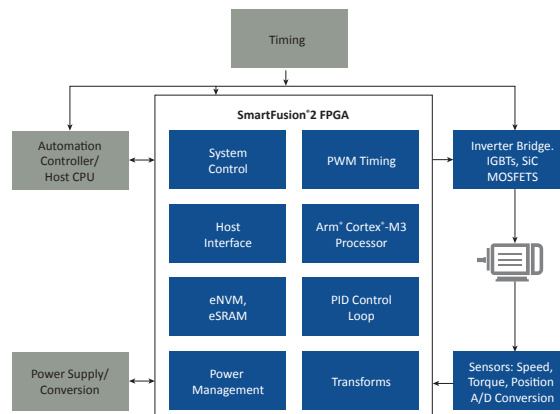 Timing
SmartFusion®2 FPGA
Automation
Controller/
Host CPU
System
Control
PWM Timing
Inverter Bridge.
IGBTs, SiC
MOSFETS
Host
Interface
Arm® Cortex®-M3
Processor
eNVM,
eSRAM
PID Control
Loop
Power Supply/
Conversion
Power
Management
Transforms
Sensors: Speed,
Torque, Position
A/D Conversion